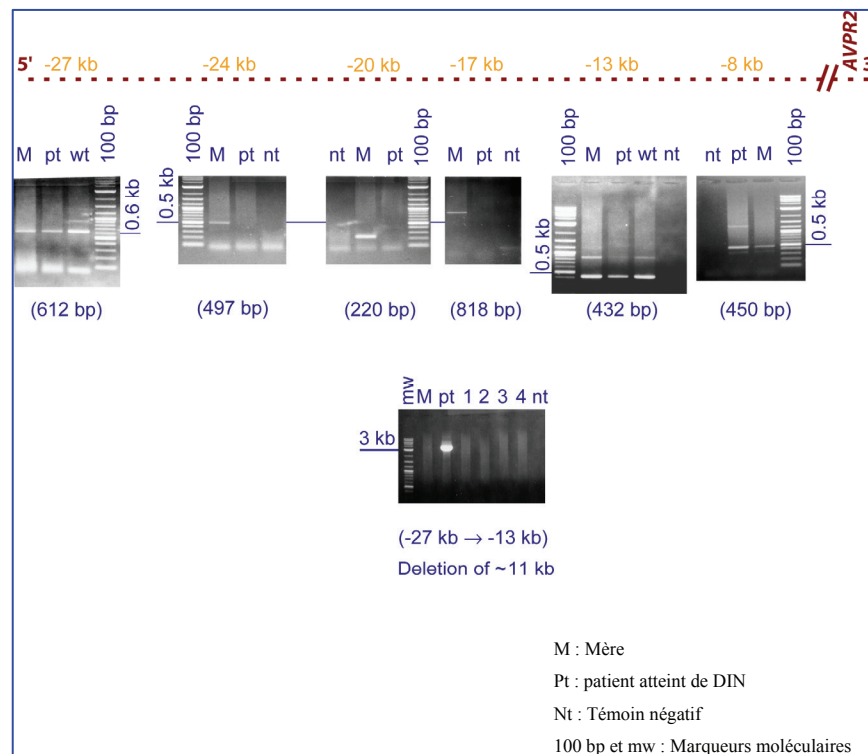 5' -27 kb -24 kb -20 kb -17 kb -13 kb -8 kb AVPR2 3'
M pt wt 100 bp
100 bp M pt nt
nt M pt 100 bp
M pt nt
100 bp M pt wt nt
nt pt M 100 bp
0.6 kb
0.5 kb
0.5 kb
0.5 kb
(612 bp)
(497 bp)
(220 bp)
(818 bp)
(432 bp)
(450 bp)
mw M pt 1 2 3 4 nt
3 kb
(-27 kb → -13 kb)
Deletion of ~11 kb
M : Mère
Pt : patient atteint de DIN
Nt : Témoin négatif
100 bp et mw : Marqueurs moléculaires